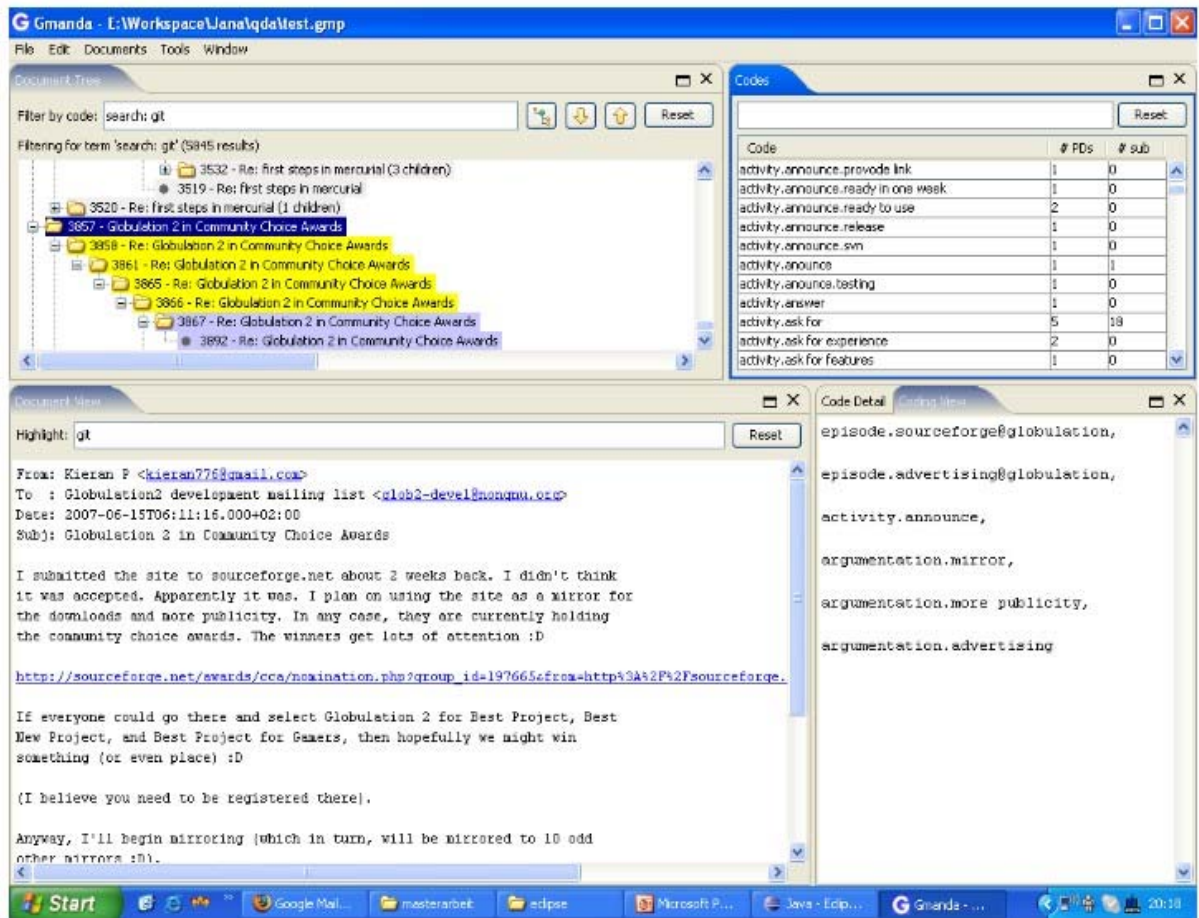 Gmanda - E:\Workspace\Jana\qda\test.gmp
File Edit Documents Tools Window
Document Tree
Filter by code: search: git Reset
Filtering for term 'search: git' (5845 results)
3532 - Re: first steps in mercurial (3 children)
3519 - Re: first steps in mercurial
3520 - Re: first steps in mercurial (1 children)
3857 - Globulation 2 in Community Choice Awards
3858 - Re: Globulation 2 in Community Choice Awards
3861 - Re: Globulation 2 in Community Choice Awards
3865 - Re: Globulation 2 in Community Choice Awards
3866 - Re: Globulation 2 in Community Choice Awards
3867 - Re: Globulation 2 in Community Choice Awards
3892 - Re: Globulation 2 in Community Choice Awards
Codes
Reset
Code # PDs # sub
activity.announce.provode link 1 0
activity.announce.ready in one week 1 0
activity.announce.ready to use 2 0
activity.announce.release 1 0
activity.announce.svn 1 0
activity.anounce 1 1
activity.anounce.testing 1 0
activity.answer 1 0
activity.ask for 5 18
activity.ask for experience 2 0
activity.ask for features 1 0
Document View
Highlight: git Reset
From: Kieran P <kieran776@gmail.com>
To : Globulation2 development mailing list <glob2-devel@nongnu.org>
Date: 2007-06-15T06:11:16.000+02:00
Subj: Globulation 2 in Community Choice Awards
I submitted the site to sourceforge.net about 2 weeks back. I didn't think
it was accepted. Apparently it was. I plan on using the site as a mirror for
the downloads and more publicity. In any case, they are currently holding
the community choice awards. The winners get lots of attention :D
http://sourceforge.net/awards/cca/nomination.php?group_id=197665&from=http%3A%2F%2Fsourceforge.
If everyone could go there and select Globulation 2 for Best Project, Best
New Project, and Best Project for Gamers, then hopefully we might win
something (or even place) :D
(I believe you need to be registered there).
Anyway, I'll begin mirroring (which in turn, will be mirrored to 10 odd
other mirrors :D).
Code Detail Coding View
episode.sourceforge@globulation,
episode.advertising@globulation,
activity.announce,
argumentation.mirror,
argumentation.more publicity,
argumentation.advertising
Start Google Mail... masterarbeit eclipse Microsoft P... Java - Eclip... Gmanda - ... 20:18